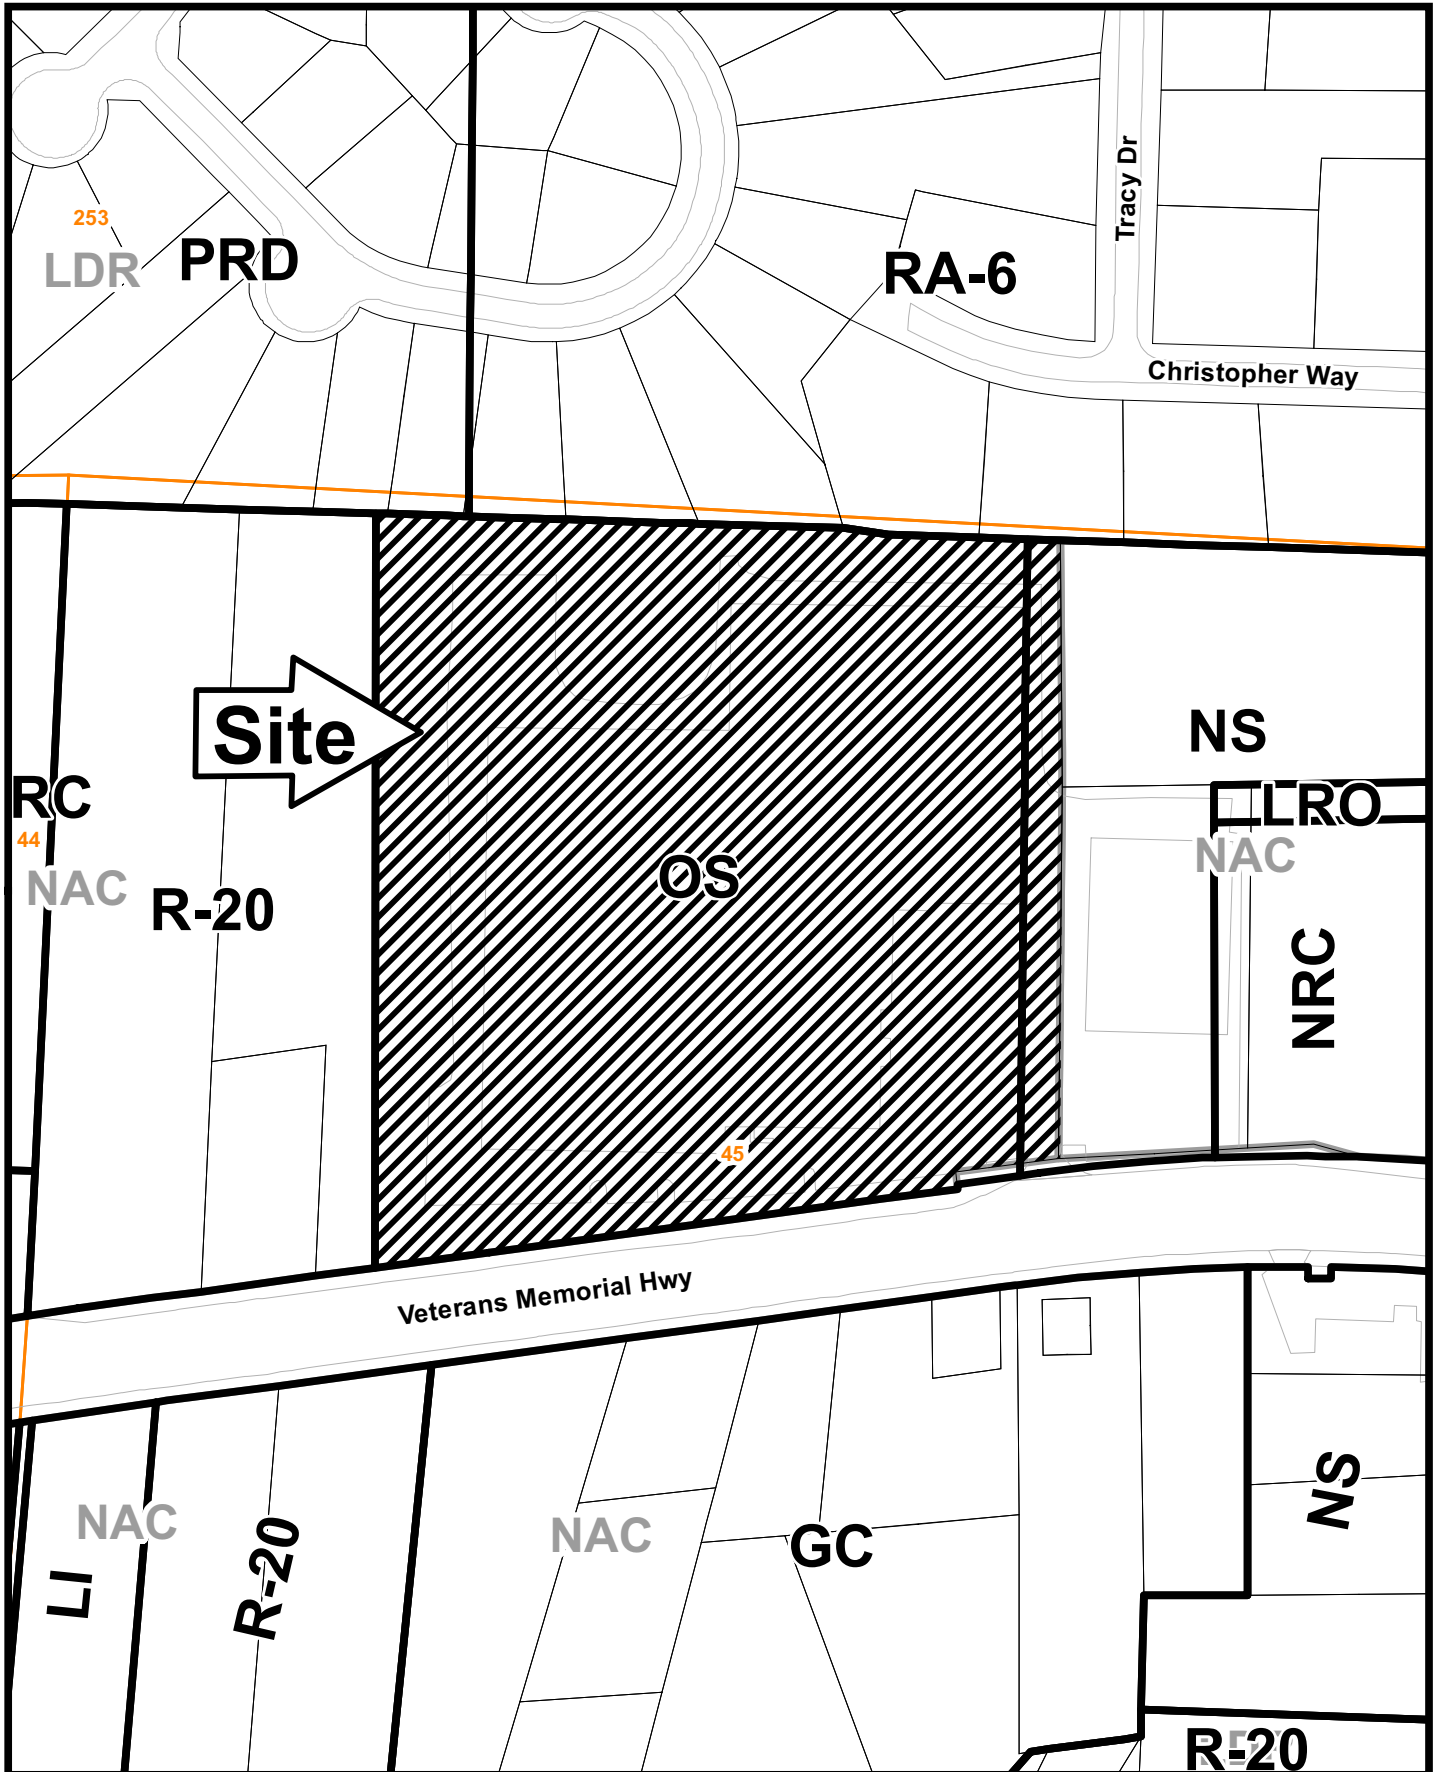 Tracy Dr
253
LDR
PRD
RA-6
Christopher Way
Site
NS
RC
LRO
44
NAC
NAC
OS
R-20
NRC
45
Veterans Memorial Hwy
NS
NAC
NAC
GC
R-20
LI
R-20